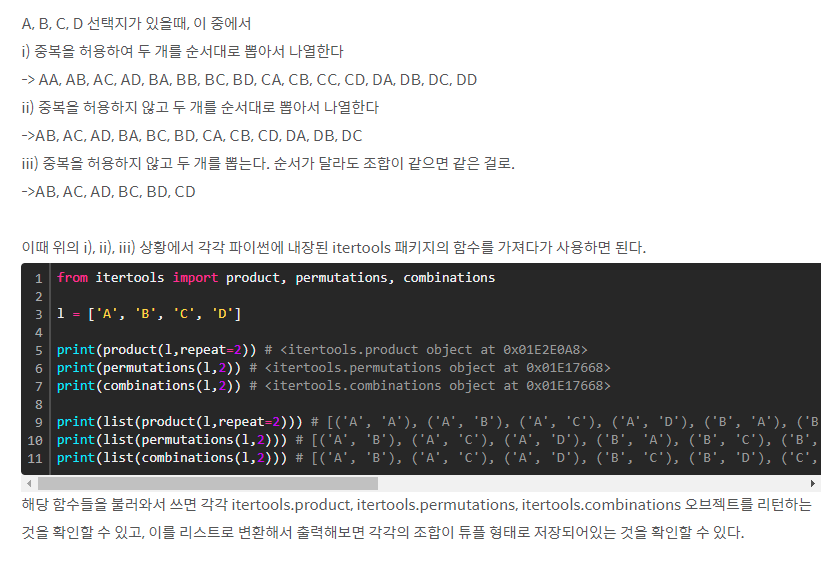 A, B, C, D 선택지가 있을때, 이 중에서
i) 중복을 허용하여 두 개를 순서대로 뽑아서 나열한다
-> AA, AB, AC, AD, BA, BB, BC, BD, CA, CB, CC, CD, DA, DB, DC, DD
ii) 중복을 허용하지 않고 두 개를 순서대로 뽑아서 나열한다
->AB, AC, AD, BA, BC, BD, CA, CB, CD, DA, DB, DC
iii) 중복을 허용하지 않고 두 개를 뽑는다. 순서가 달라도 조합이 같으면 같은 걸로.
->AB, AC, AD, BC, BD, CD
이때 위의 i), ii), iii) 상황에서 각각 파이썬에 내장된 itertools 패키지의 함수를 가져다가 사용하면 된다.
1 from itertools import product, permutations, combinations
2
3 l = ['A', 'B', 'C', 'D']
4
5 print(product(l,repeat=2)) # <itertools.product object at 0x01E2E0A8>
6 print(permutations(l,2)) # <itertools.permutations object at 0x01E17668>
7 print(combinations(l,2)) # <itertools.combinations object at 0x01E17668>
8
9 print(list(product(l,repeat=2))) # [('A', 'A'), ('A', 'B'), ('A', 'C'), ('A', 'D'), ('B', 'A'), ('B
10 print(list(permutations(l,2))) # [('A', 'B'), ('A', 'C'), ('A', 'D'), ('B', 'A'), ('B', 'C'), ('B',
11 print(list(combinations(l,2))) # [('A', 'B'), ('A', 'C'), ('A', 'D'), ('B', 'C'), ('B', 'D'), ('C',
해당 함수들을 불러와서 쓰면 각각 itertools.product, itertools.permutations, itertools.combinations 오브젝트를 리턴하는
것을 확인할 수 있고, 이를 리스트로 변환해서 출력해보면 각각의 조합이 튜플 형태로 저장되어있는 것을 확인할 수 있다.